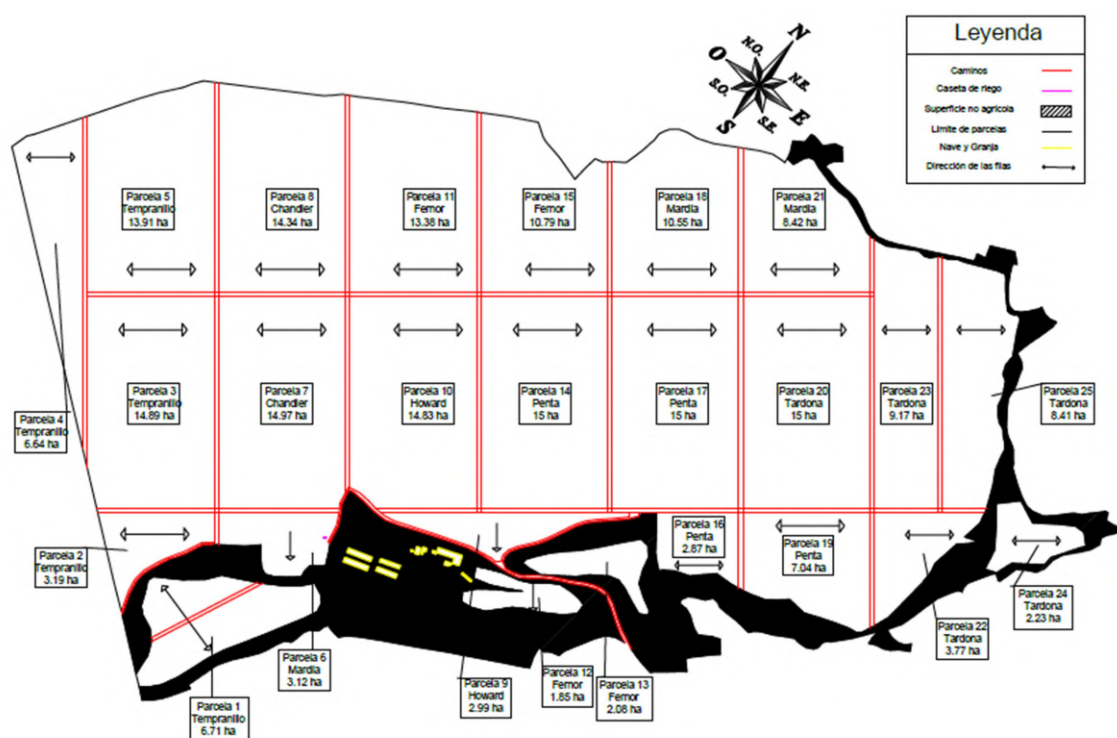 Leyenda
Caminos
Caseta de riego
Superficie no agrícola
Límite de parcelas
Nave y Granja
Dirección de las filas
N
N.O.
O
N.E.
S.O.
E
S.E.
S
Parcela 5
Tempranillo
13.91 ha
Parcela 8
Chandler
14.34 ha
Parcela 11
Fernor
13.38 ha
Parcela 15
Fernor
10.79 ha
Parcela 18
Mardía
10.55 ha
Parcela 21
Mardía
8.42 ha
Parcela 4
Tempranillo
6.64 ha
Parcela 3
Tempranillo
14.89 ha
Parcela 7
Chandler
14.97 ha
Parcela 10
Howard
14.83 ha
Parcela 14
Penta
15 ha
Parcela 17
Penta
15 ha
Parcela 20
Tardona
15 ha
Parcela 23
Tardona
9.17 ha
Parcela 25
Tardona
8.41 ha
Parcela 2
Tempranillo
3.19 ha
Parcela 16
Penta
2.87 ha
Parcela 19
Penta
7.04 ha
Parcela 24
Tardona
2.23 ha
Parcela 22
Tardona
3.77 ha
Parcela 6
Mardía
3.12 ha
Parcela 9
Howard
2.99 ha
Parcela 12
Fernor
1.85 ha
Parcela 13
Fernor
2.08 ha
Parcela 1
Tempranillo
6.71 ha